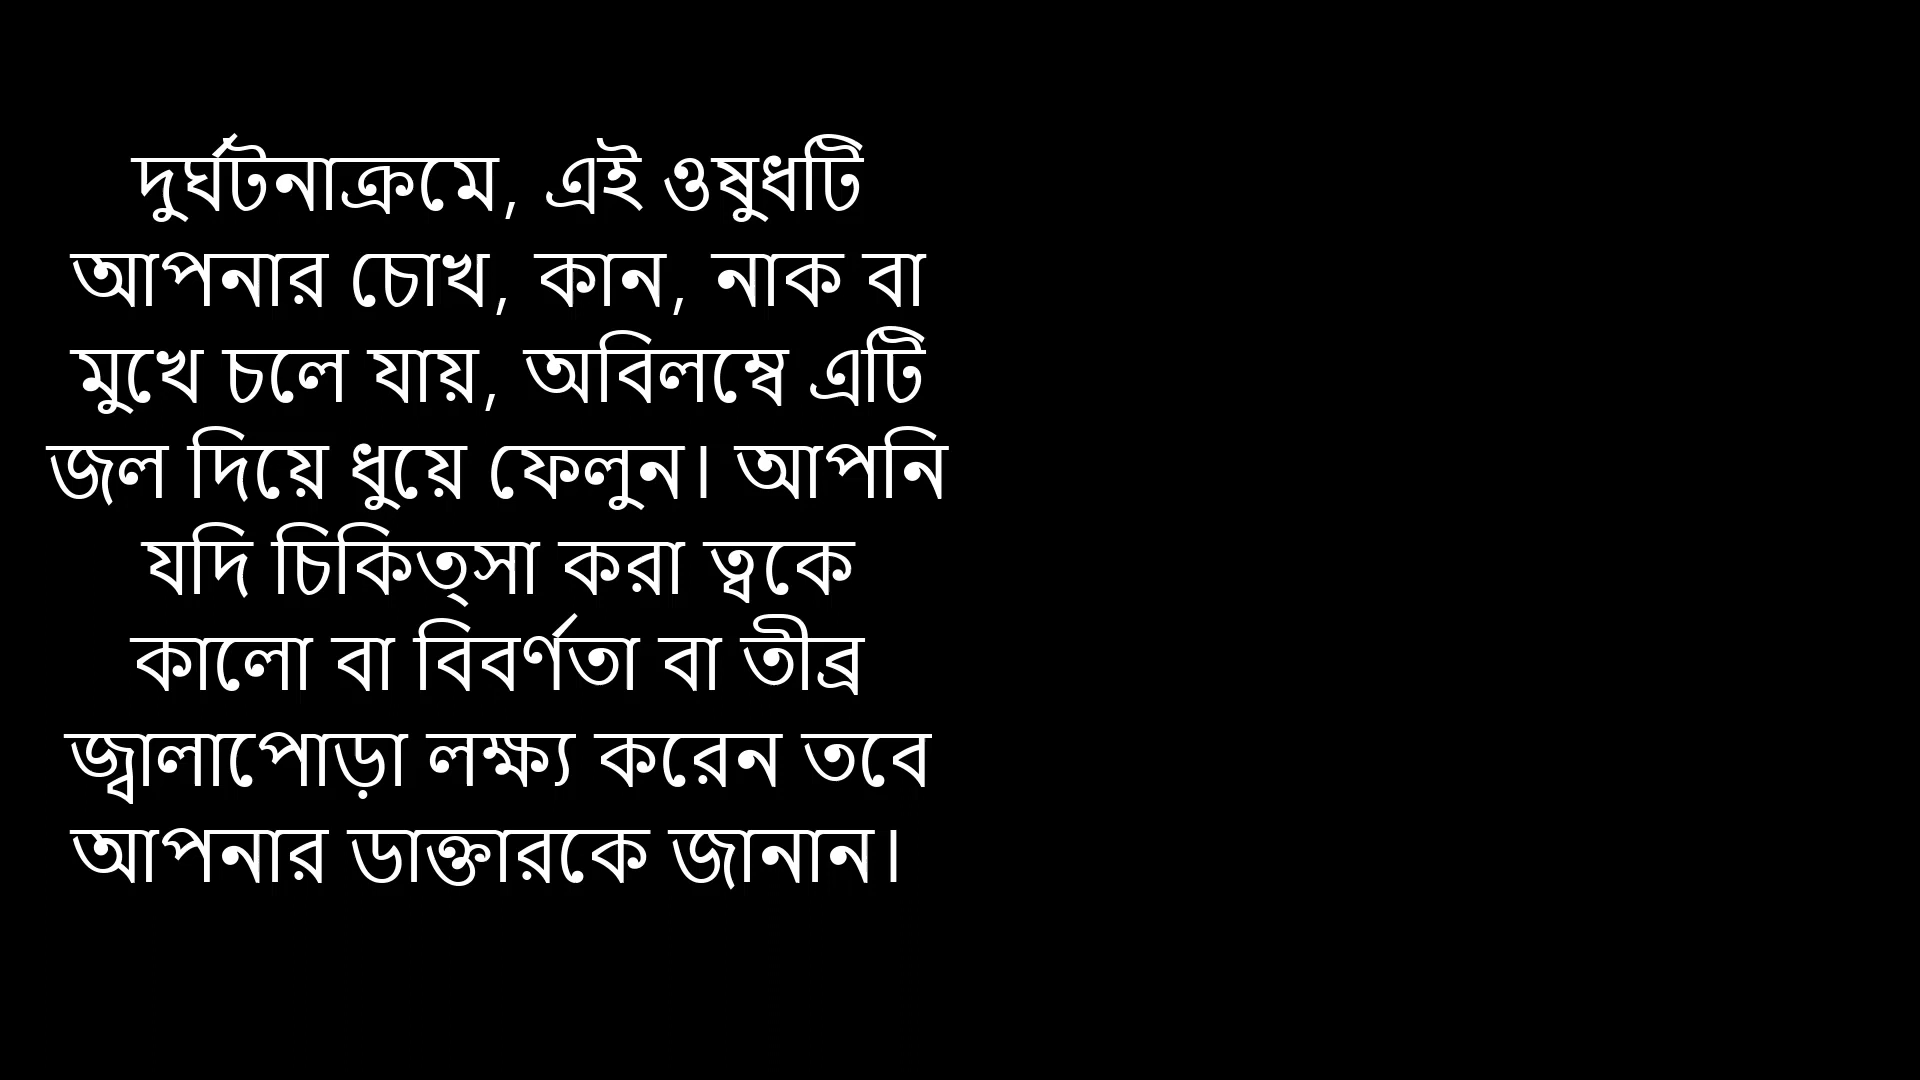 দুর্ঘটনাক্রমে, এই ওষুধটি
আপনার চোখ, কান, নাক বা
মুখে চলে যায়, অবিলম্বে এটি
জল দিয়ে ধুয়ে ফেলুন। আপনি
যদি চিকিত্সা করা ত্বকে
কালো বা বিবর্ণতা বা তীব্র
জ্বালাপোড়া লক্ষ্য করেন তবে
আপনার ডাক্তারকে জানান।